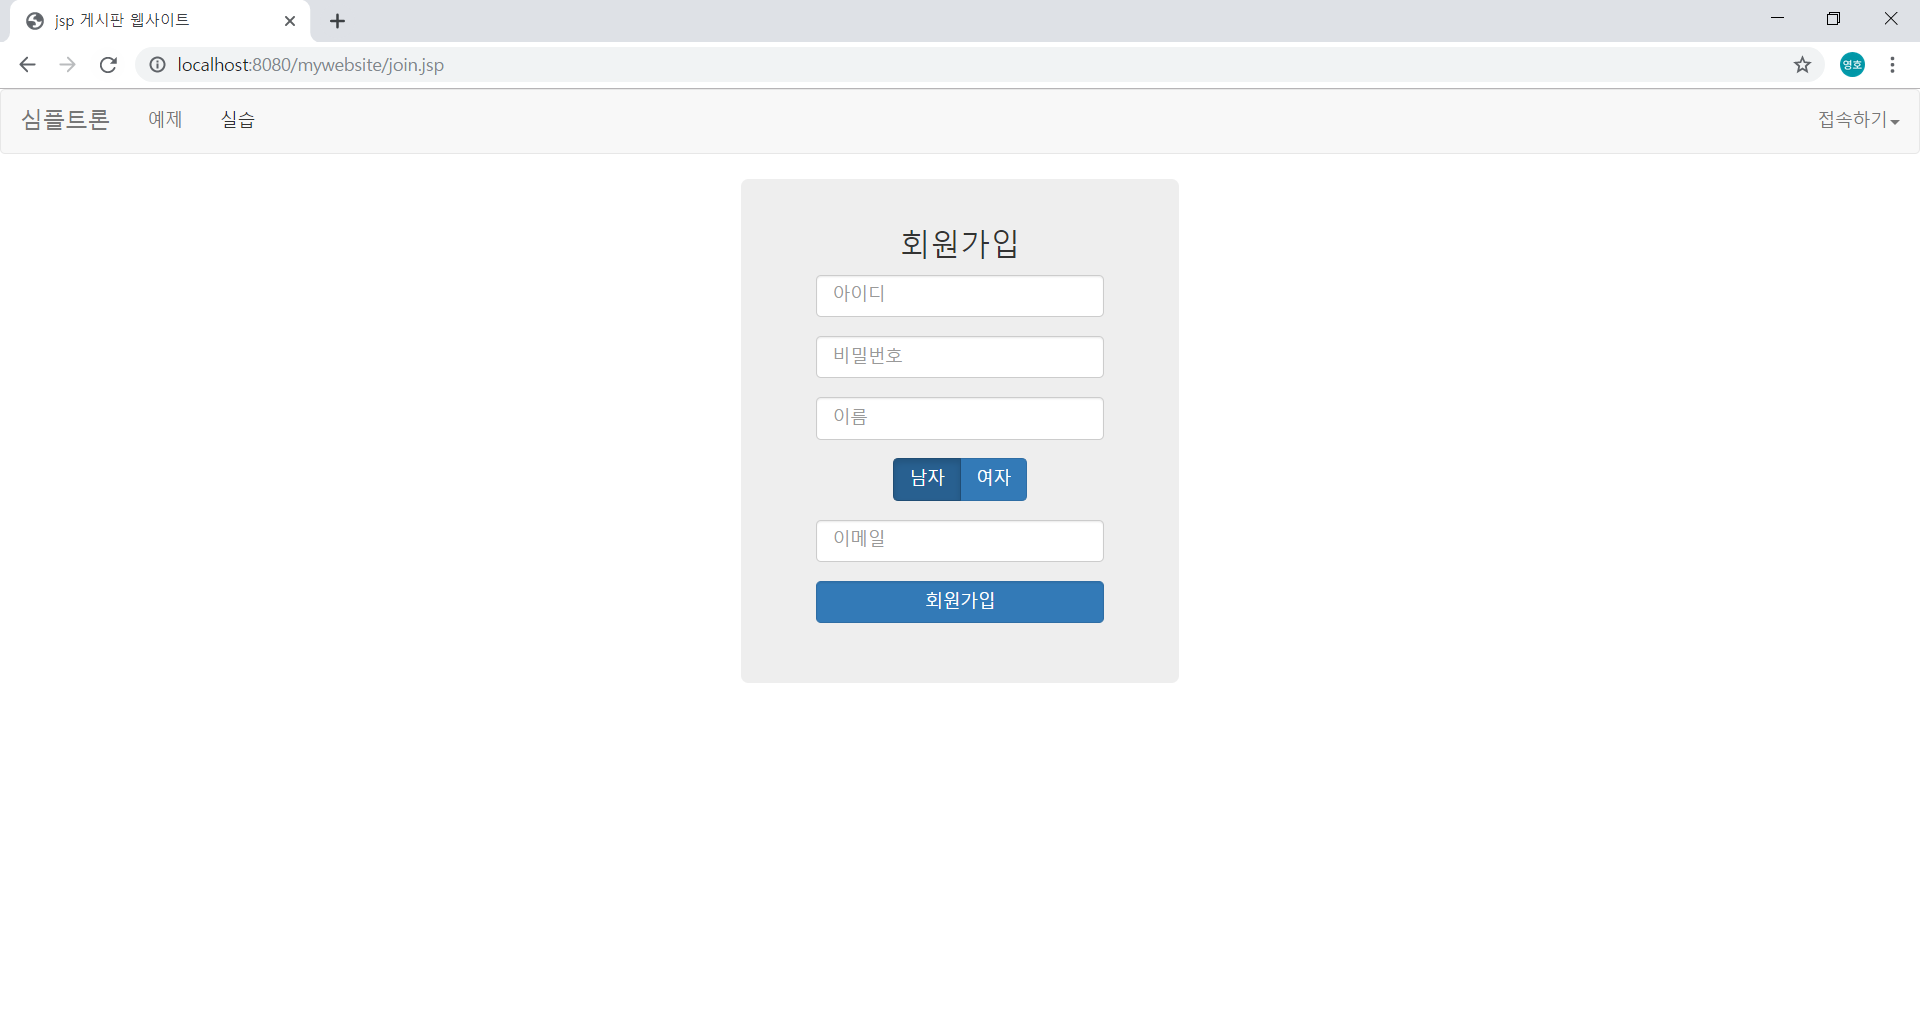 jsp 게시판 웹사이트
localhost:8080/mywebsite/join.jsp
영호
심플트론 예제 실습 접속하기
회원가입
아이디
비밀번호
이름
남자 여자
이메일
회원가입